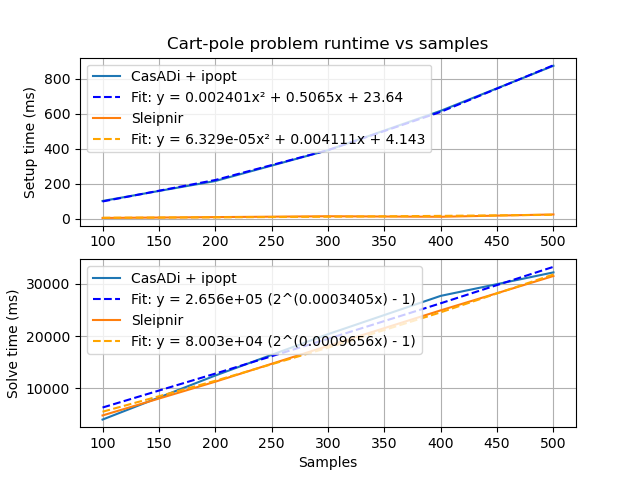 Cart-pole problem runtime vs samples
Setup time (ms)
800
600
400
200
0
CasADi + ipopt
Fit: y = 0.002401x² + 0.5065x + 23.64
Sleipnir
Fit: y = 6.329e-05x² + 0.004111x + 4.143
100 150 200 250 300 350 400 450 500
Solve time (ms)
30000
20000
10000
CasADi + ipopt
Fit: y = 2.656e+05 (2^(0.0003405x) - 1)
Sleipnir
Fit: y = 8.003e+04 (2^(0.0009656x) - 1)
100 150 200 250 300 350 400 450 500
Samples